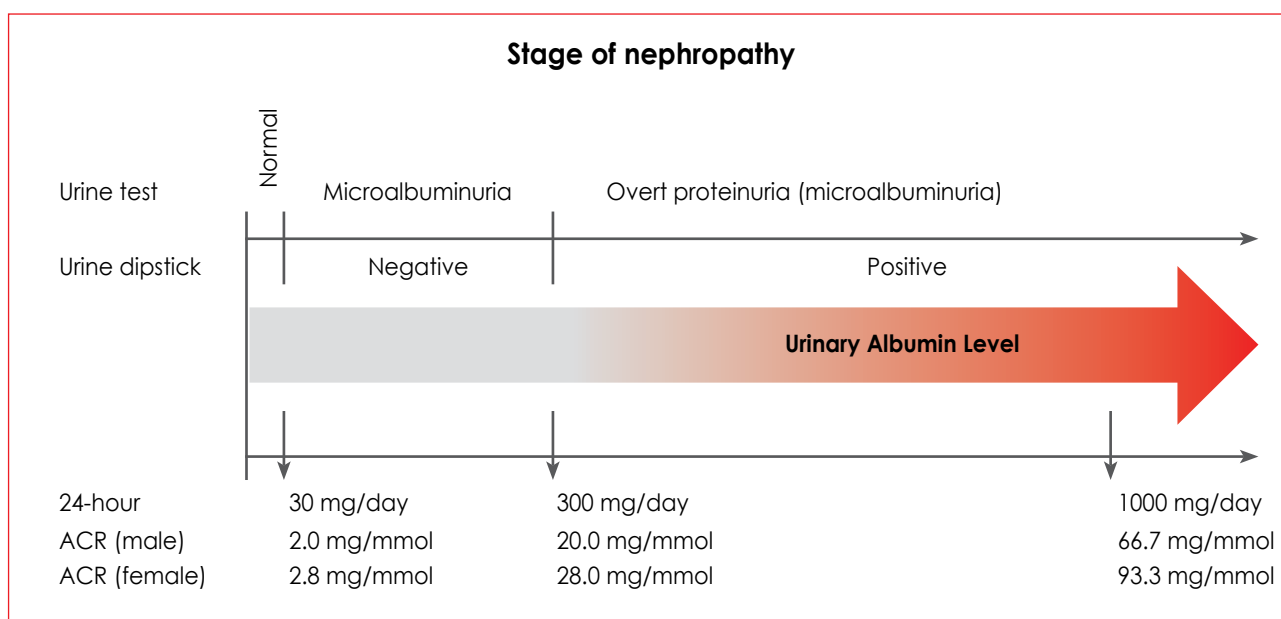 Stage of nephropathy
Normal
Urine test Microalbuminuria Overt proteinuria (microalbuminuria)
Urine dipstick Negative Positive
Urinary Albumin Level
24-hour 30 mg/day 300 mg/day 1000 mg/day
ACR (male) 2.0 mg/mmol 20.0 mg/mmol 66.7 mg/mmol
ACR (female) 2.8 mg/mmol 28.0 mg/mmol 93.3 mg/mmol